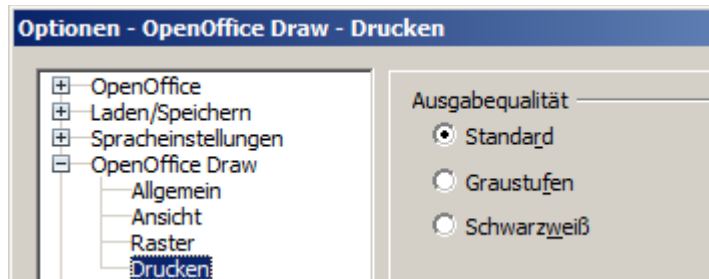 Optionen - OpenOffice Draw - Drucken
OpenOffice
Laden/Speichern
Spracheinstellungen
OpenOffice Draw
Allgemein
Ansicht
Raster
Drucken
Ausgabequalität
Standard
Graustufen
Schwarzweiß